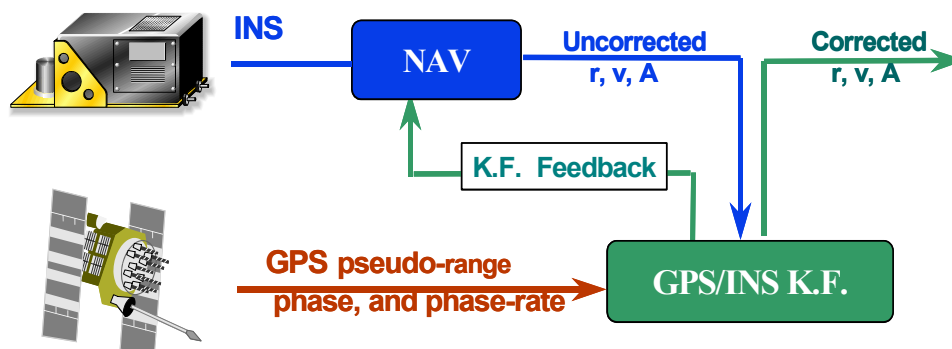 INS
NAV
Uncorrected
r, v, A
Corrected
r, v, A
K.F. Feedback
GPS pseudo-range
phase, and phase-rate
GPS/INS K.F.